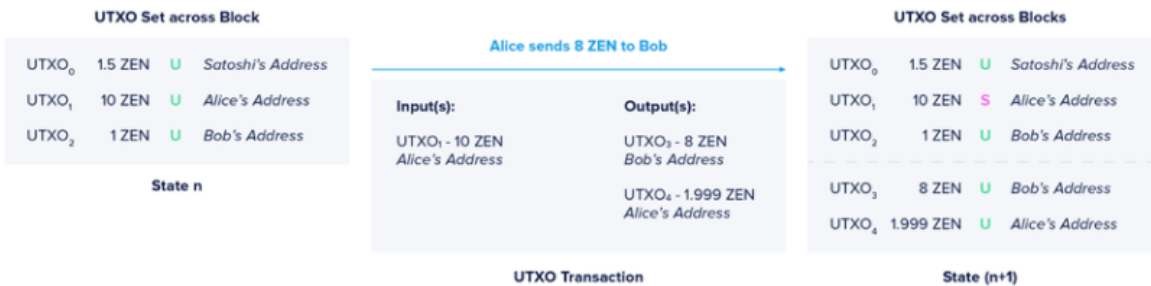 UTXO Set across Block
UTXO₀ 1.5 ZEN U Satoshi's Address
UTXO₁ 10 ZEN U Alice's Address
UTXO₂ 1 ZEN U Bob's Address
State n
Alice sends 8 ZEN to Bob
Input(s):
UTXO₁ - 10 ZEN
Alice's Address
Output(s):
UTXO₃ - 8 ZEN
Bob's Address
UTXO₄ - 1.999 ZEN
Alice's Address
UTXO Transaction
UTXO Set across Blocks
UTXO₀ 1.5 ZEN U Satoshi's Address
UTXO₁ 10 ZEN S Alice's Address
UTXO₂ 1 ZEN U Bob's Address
UTXO₃ 8 ZEN U Bob's Address
UTXO₄ 1.999 ZEN U Alice's Address
State (n+1)